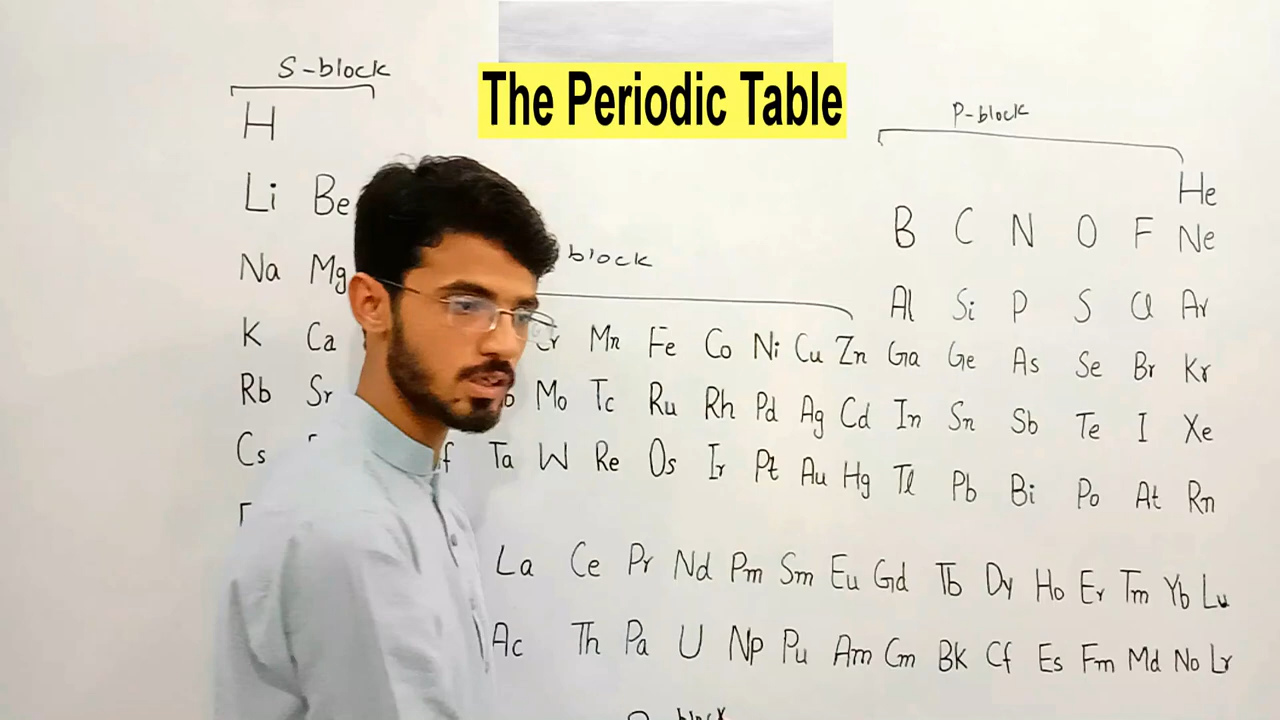 The Periodic Table
S-block
P-block
H
He
Li Be B C N O F Ne
block
Na Mg Al Si P S Cl Ar
K Ca Cr Mn Fe Co Ni Cu Zn Ga Ge As Se Br Kr
Rb Sr Mo Tc Ru Rh Pd Ag Cd In Sn Sb Te I Xe
Cs Ta W Re Os Ir Pt Au Hg Tl Pb Bi Po At Rn
La Ce Pr Nd Pm Sm Eu Gd Tb Dy Ho Er Tm Yb Lu
Ac Th Pa U Np Pu Am Cm Bk Cf Es Fm Md No Lr
block